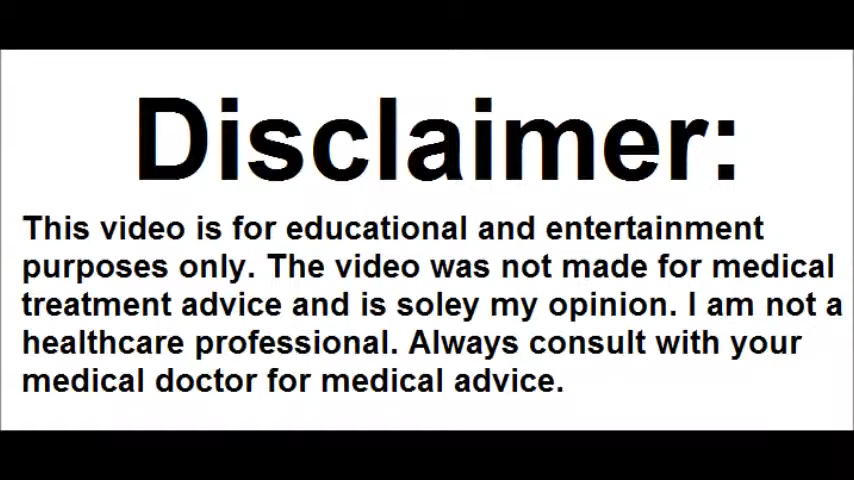 Disclaimer:
This video is for educational and entertainment
purposes only. The video was not made for medical
treatment advice and is soley my opinion. I am not a
healthcare professional. Always consult with your
medical doctor for medical advice.